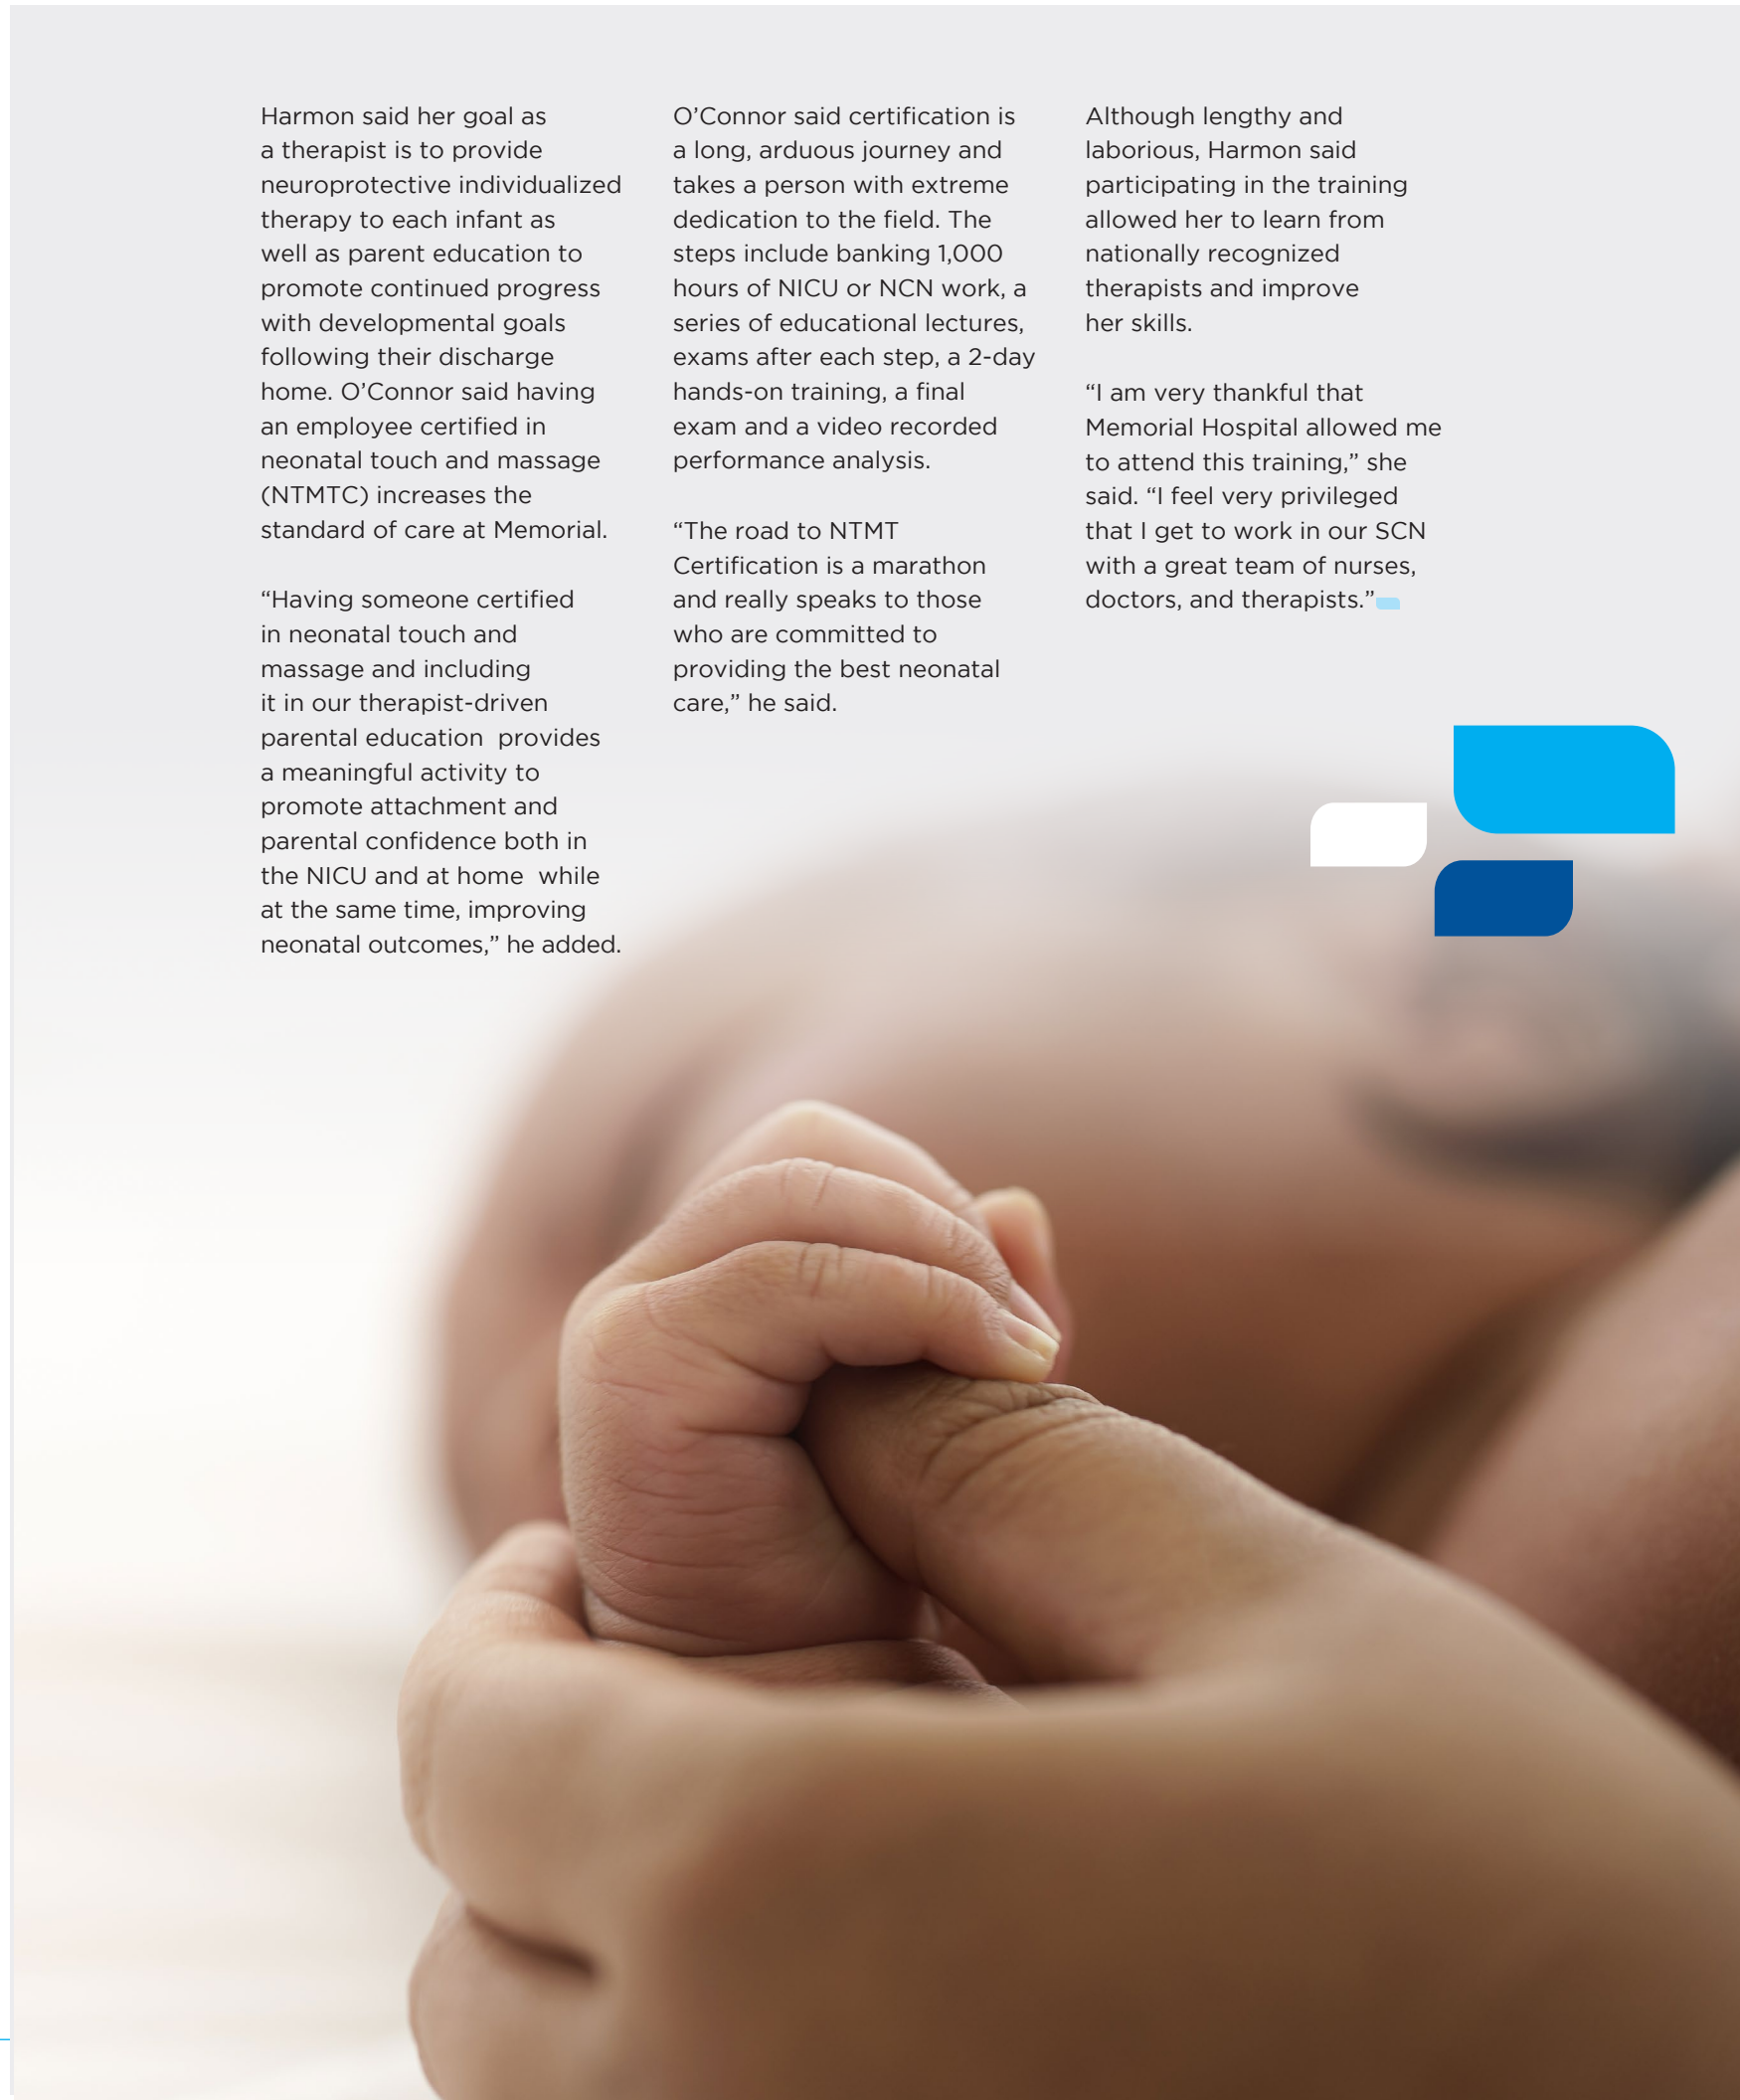 Harmon said her goal as
a therapist is to provide
neuroprotective individualized
therapy to each infant as
well as parent education to
promote continued progress
with developmental goals
following their discharge
home. O’Connor said having
an employee certified in
neonatal touch and massage
(NTMTC) increases the
standard of care at Memorial.

“Having someone certified
in neonatal touch and
massage and including
it in our therapist-driven
parental education  provides
a meaningful activity to
promote attachment and
parental confidence both in
the NICU and at home  while
at the same time, improving
neonatal outcomes,” he added.

O’Connor said certification is
a long, arduous journey and
takes a person with extreme
dedication to the field. The
steps include banking 1,000
hours of NICU or NCN work, a
series of educational lectures,
exams after each step, a 2-day
hands-on training, a final
exam and a video recorded
performance analysis.

“The road to NTMT
Certification is a marathon
and really speaks to those
who are committed to
providing the best neonatal
care,” he said.

Although lengthy and
laborious, Harmon said
participating in the training
allowed her to learn from
nationally recognized
therapists and improve
her skills.

“I am very thankful that
Memorial Hospital allowed me
to attend this training,” she
said. “I feel very privileged
that I get to work in our SCN
with a great team of nurses,
doctors, and therapists.”